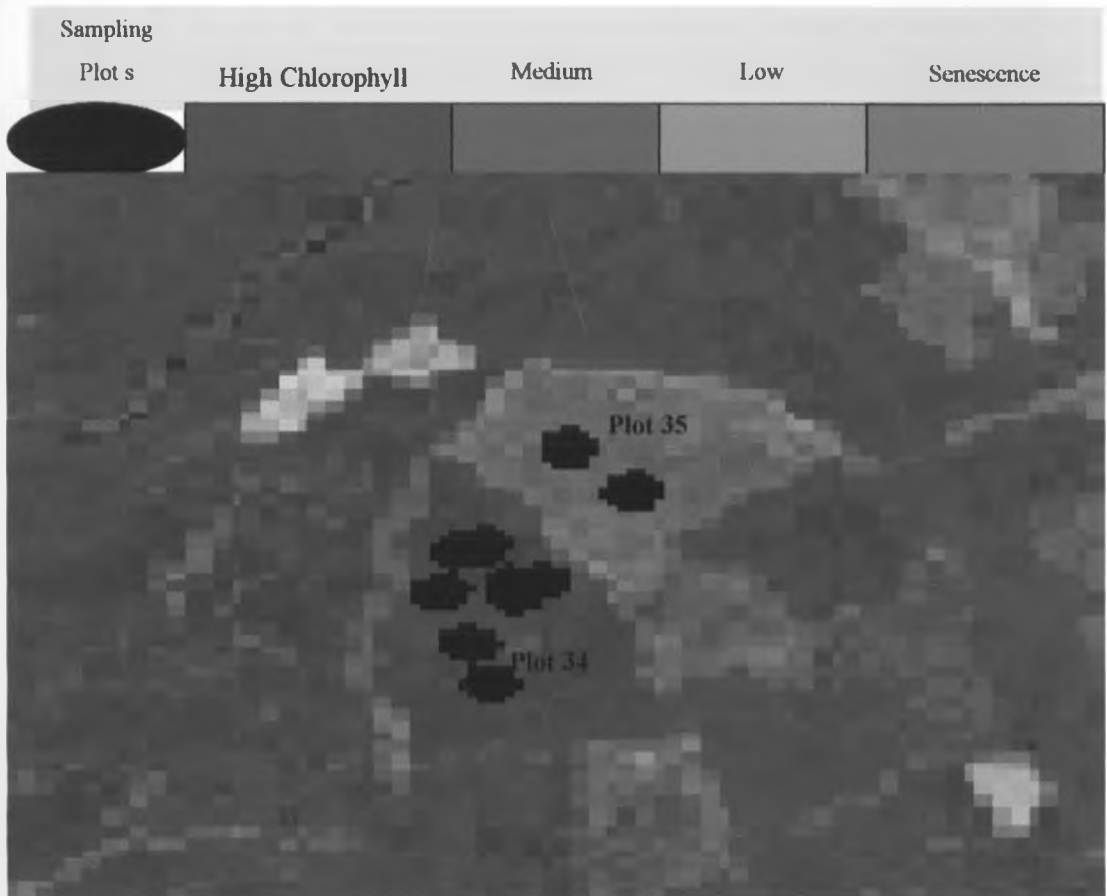 Sampling
Plot s
High Chlorophyll
Medium
Low
Senescence
Plot 35
Plot 34